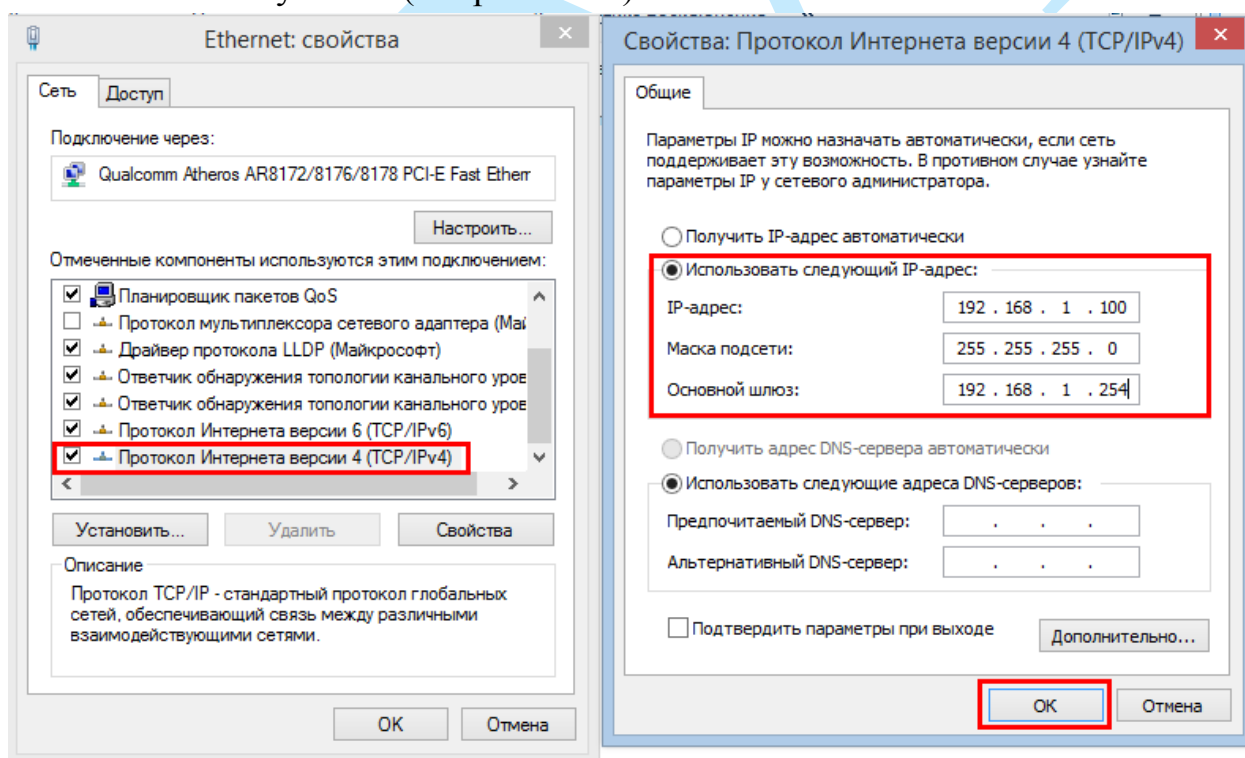 Ethernet: свойства
Сеть
Доступ
Подключение через:
Qualcomm Atheros AR8172/8176/8178 PCI-E Fast Ethern
Настроить...
Отмеченные компоненты используются этим подключением:
Планировщик пакетов QoS
Протокол мультиплексора сетевого адаптера (Май
Драйвер протокола LLDP (Майкрософт)
Ответчик обнаружения топологии канального уров
Ответчик обнаружения топологии канального уров
Протокол Интернета версии 6 (TCP/IPv6)
Протокол Интернета версии 4 (TCP/IPv4)
Установить...
Удалить
Свойства
Описание
Протокол TCP/IP - стандартный протокол глобальных
сетей, обеспечивающий связь между различными
взаимодействующими сетями.
OK
Отмена
Свойства: Протокол Интернета версии 4 (TCP/IPv4)
Общие
Параметры IP можно назначать автоматически, если сеть
поддерживает эту возможность. В противном случае узнайте
параметры IP у сетевого администратора.
Получить IP-адрес автоматически
Использовать следующий IP-адрес:
IP-адрес:
192 . 168 . 1 . 100
Маска подсети:
255 . 255 . 255 . 0
Основной шлюз:
192 . 168 . 1 . 254
Получить адрес DNS-сервера автоматически
Использовать следующие адреса DNS-серверов:
Предпочитаемый DNS-сервер:
. . .
Альтернативный DNS-сервер:
. . .
Подтвердить параметры при выходе
Дополнительно...
OK
Отмена